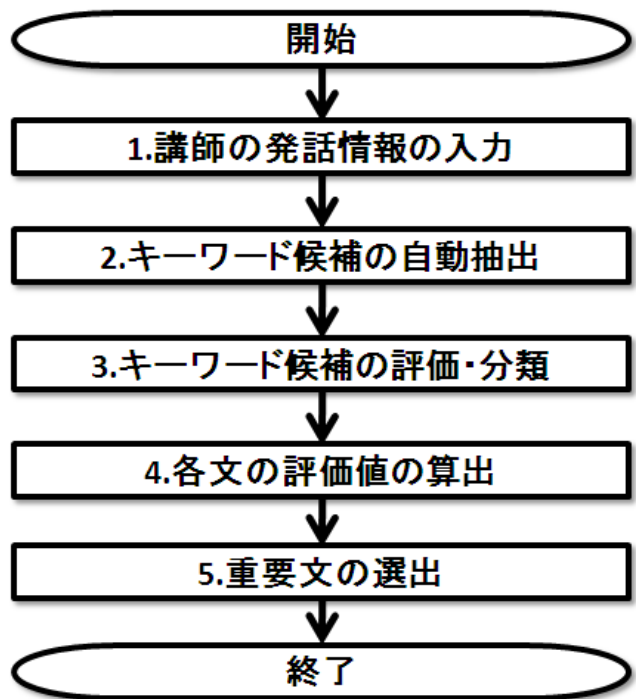 開始
1.講師の発話情報の入力
2.キーワード候補の自動抽出
3.キーワード候補の評価・分類
4.各文の評価値の算出
5.重要文の選出
終了